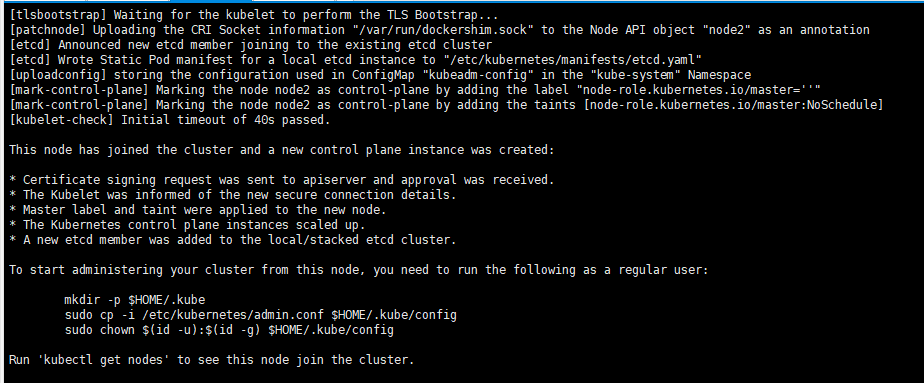 [tlsbootstrap] Waiting for the kubelet to perform the TLS Bootstrap...
[patchnode] Uploading the CRI Socket information "/var/run/dockershim.sock" to the Node API object "node2" as an annotation
[etcd] Announced new etcd member joining to the existing etcd cluster
[etcd] Wrote Static Pod manifest for a local etcd instance to "/etc/kubernetes/manifests/etcd.yaml"
[uploadconfig] storing the configuration used in ConfigMap "kubeadm-config" in the "kube-system" Namespace
[mark-control-plane] Marking the node node2 as control-plane by adding the label "node-role.kubernetes.io/master=''"
[mark-control-plane] Marking the node node2 as control-plane by adding the taints [node-role.kubernetes.io/master:NoSchedule]
[kubelet-check] Initial timeout of 40s passed.
This node has joined the cluster and a new control plane instance was created:
* Certificate signing request was sent to apiserver and approval was received.
* The Kubelet was informed of the new secure connection details.
* Master label and taint were applied to the new node.
* The Kubernetes control plane instances scaled up.
* A new etcd member was added to the local/stacked etcd cluster.
To start administering your cluster from this node, you need to run the following as a regular user:
mkdir -p $HOME/.kube
sudo cp -i /etc/kubernetes/admin.conf $HOME/.kube/config
sudo chown $(id -u):$(id -g) $HOME/.kube/config
Run 'kubectl get nodes' to see this node join the cluster.